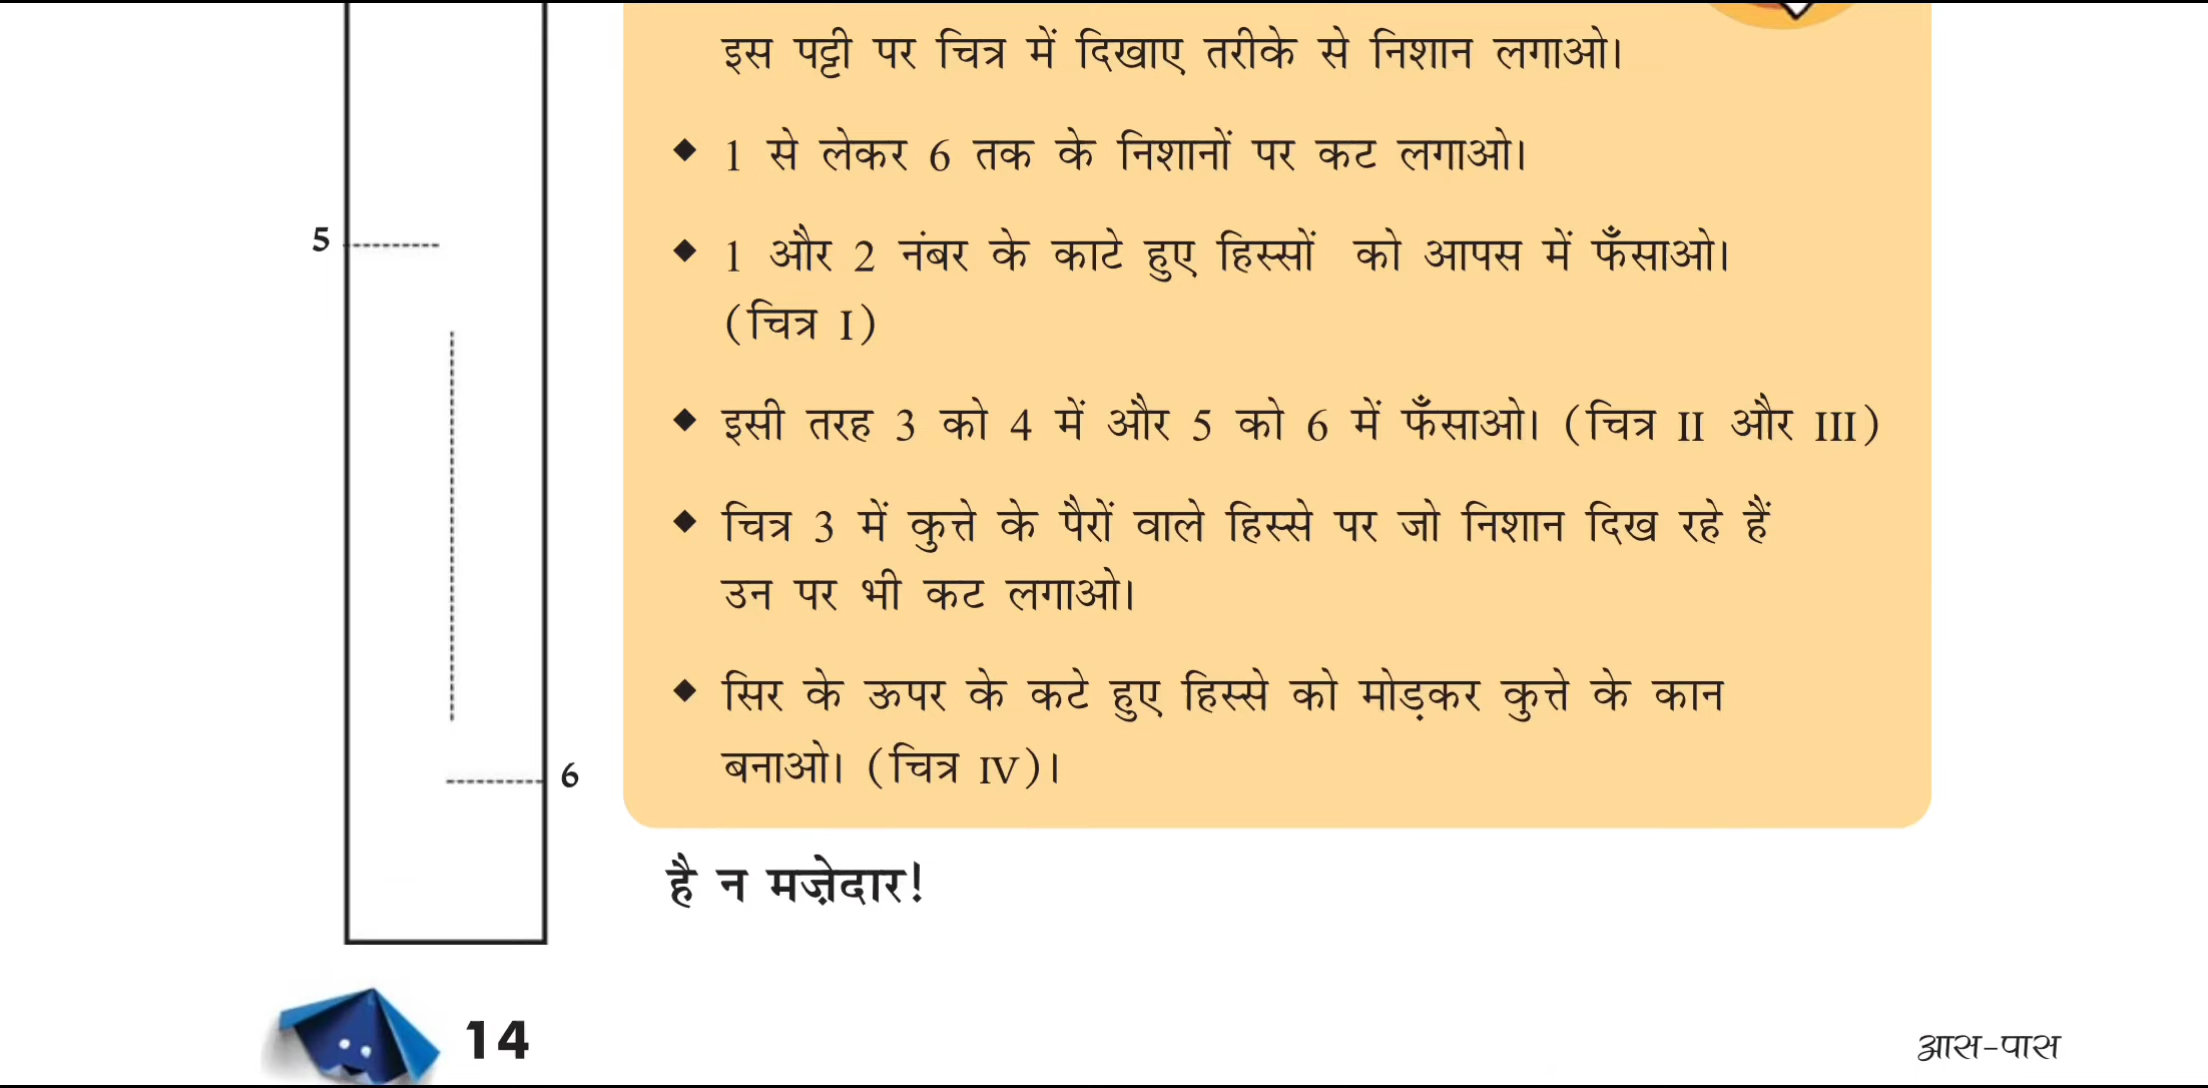 इस पट्टी पर चित्र में दिखाए तरीके से निशान लगाओ।
◆ 1 से लेकर 6 तक के निशानों पर कट लगाओ।
5
◆ 1 और 2 नंबर के काटे हुए हिस्सों को आपस में फँसाओ।
(चित्र I)
◆ इसी तरह 3 को 4 में और 5 को 6 में फँसाओ। (चित्र II और III)
◆ चित्र 3 में कुत्ते के पैरों वाले हिस्से पर जो निशान दिख रहे हैं
उन पर भी कट लगाओ।
◆ सिर के ऊपर के कटे हुए हिस्से को मोड़कर कुत्ते के कान
बनाओ। (चित्र IV)।
6
है न मज़ेदार!
14
आस-पास